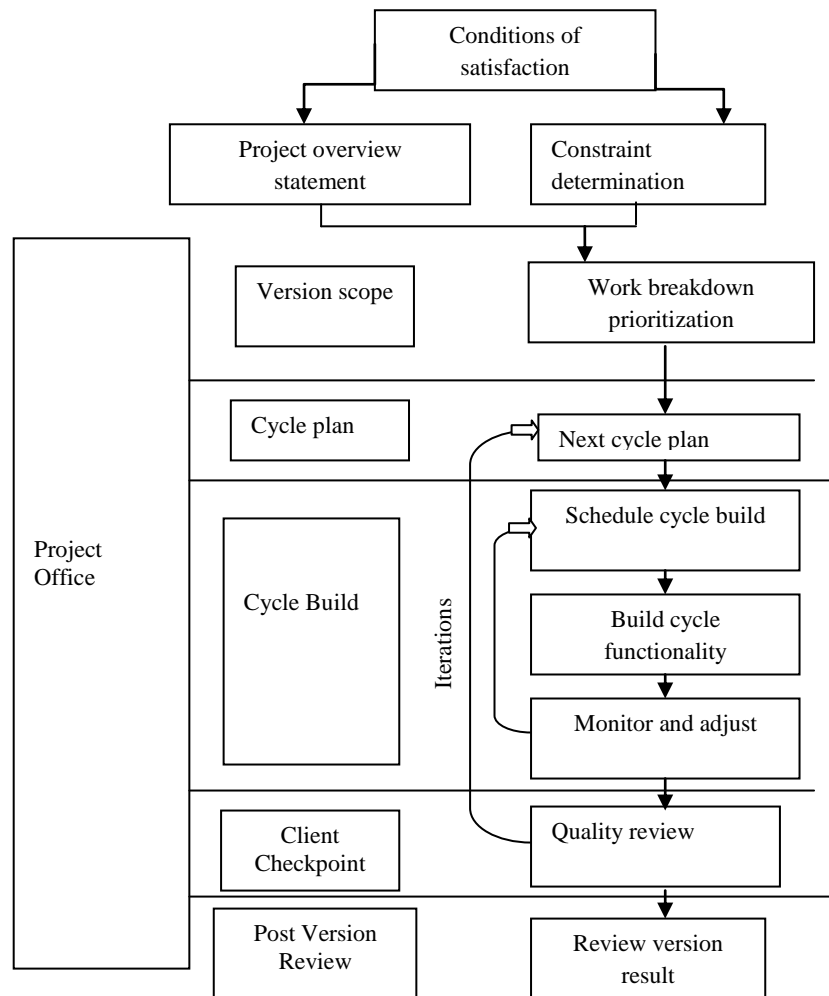 Conditions of
satisfaction
Project overview
statement
Constraint
determination
Version scope
Work breakdown
prioritization
Cycle plan
Next cycle plan
Project
Office
Cycle Build
Iterations
Schedule cycle build
Build cycle
functionality
Monitor and adjust
Client
Checkpoint
Quality review
Post Version
Review
Review version
result